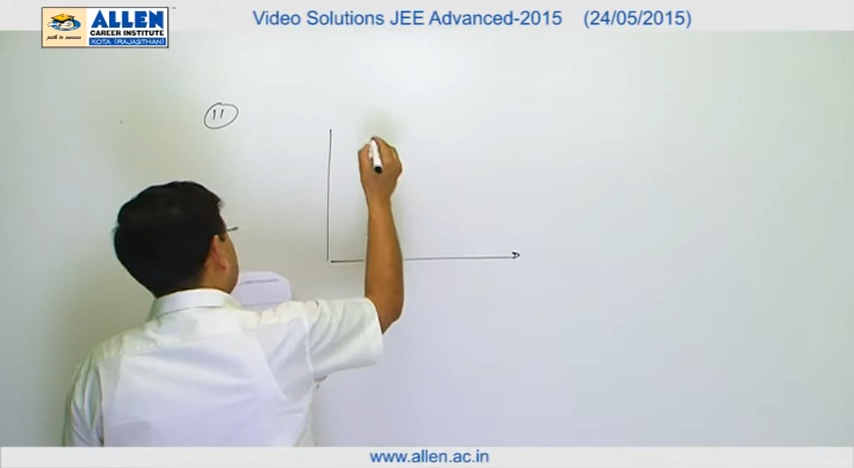 Video Solutions JEE Advanced-2015 (24/05/2015)
ALLEN
CAREER INSTITUTE
path to success
KOTA (RAJASTHAN)
11
www.allen.ac.in